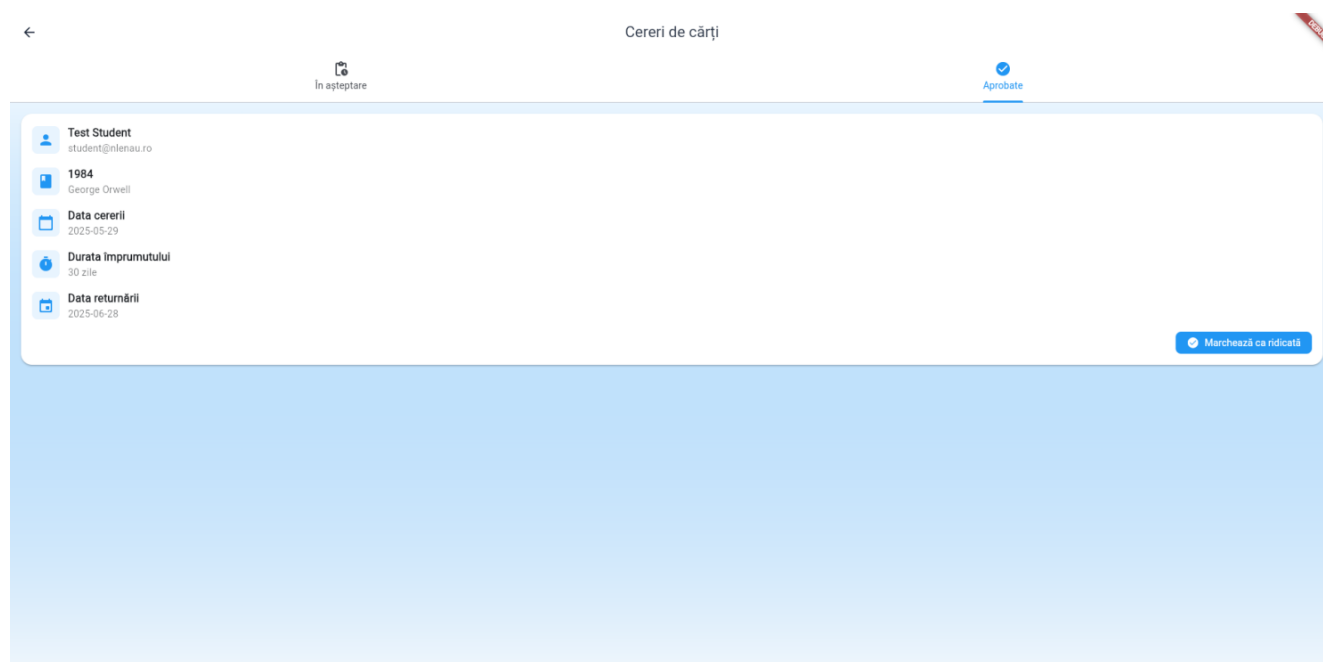 Cereri de cărți
În așteptare
Aprobate
Test Student
student@nlenau.ro
1984
George Orwell
Data cererii
2025-05-29
Durata împrumutului
30 zile
Data returnării
2025-06-28
Marchează ca ridicată